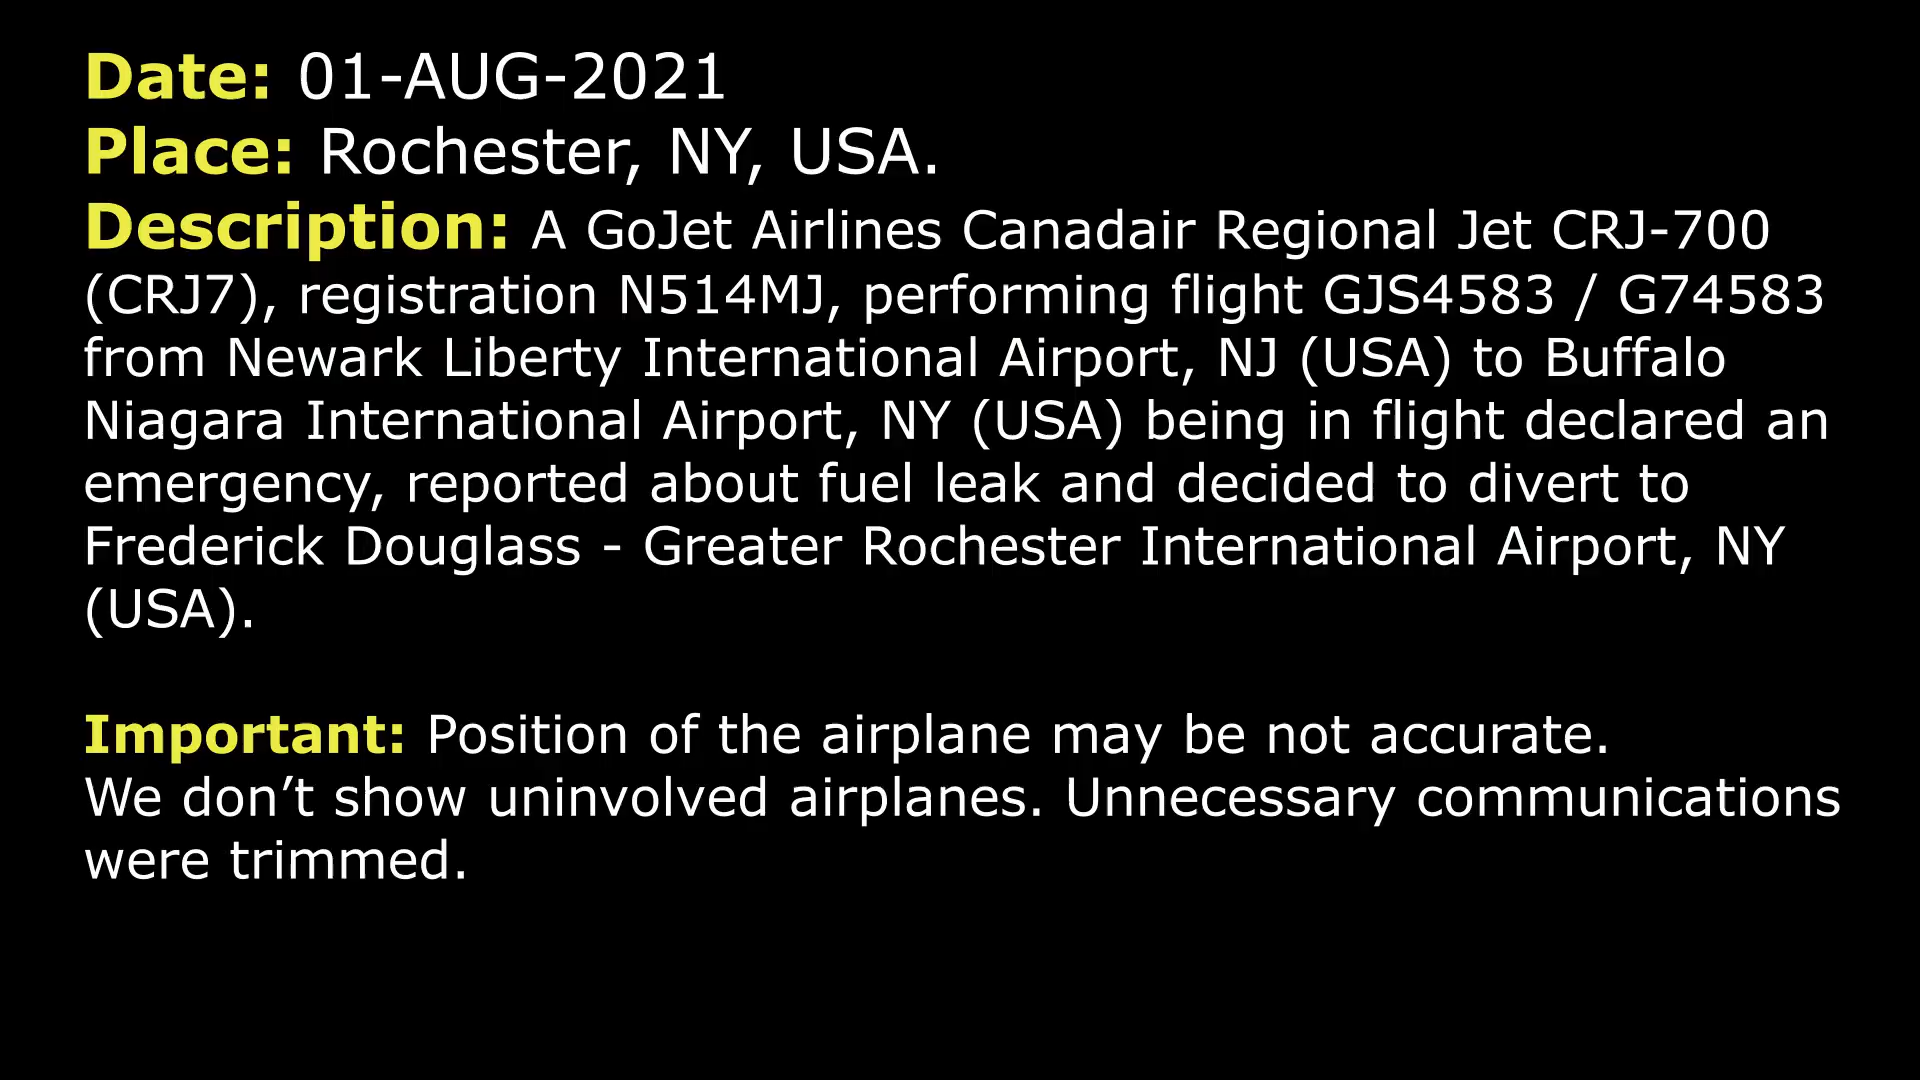 Date: 01-AUG-2021
Place: Rochester, NY, USA.
Description: A GoJet Airlines Canadair Regional Jet CRJ-700
(CRJ7), registration N514MJ, performing flight GJS4583 / G74583
from Newark Liberty International Airport, NJ (USA) to Buffalo
Niagara International Airport, NY (USA) being in flight declared an
emergency, reported about fuel leak and decided to divert to
Frederick Douglass - Greater Rochester International Airport, NY
(USA).
Important: Position of the airplane may be not accurate.
We don’t show uninvolved airplanes. Unnecessary communications
were trimmed.